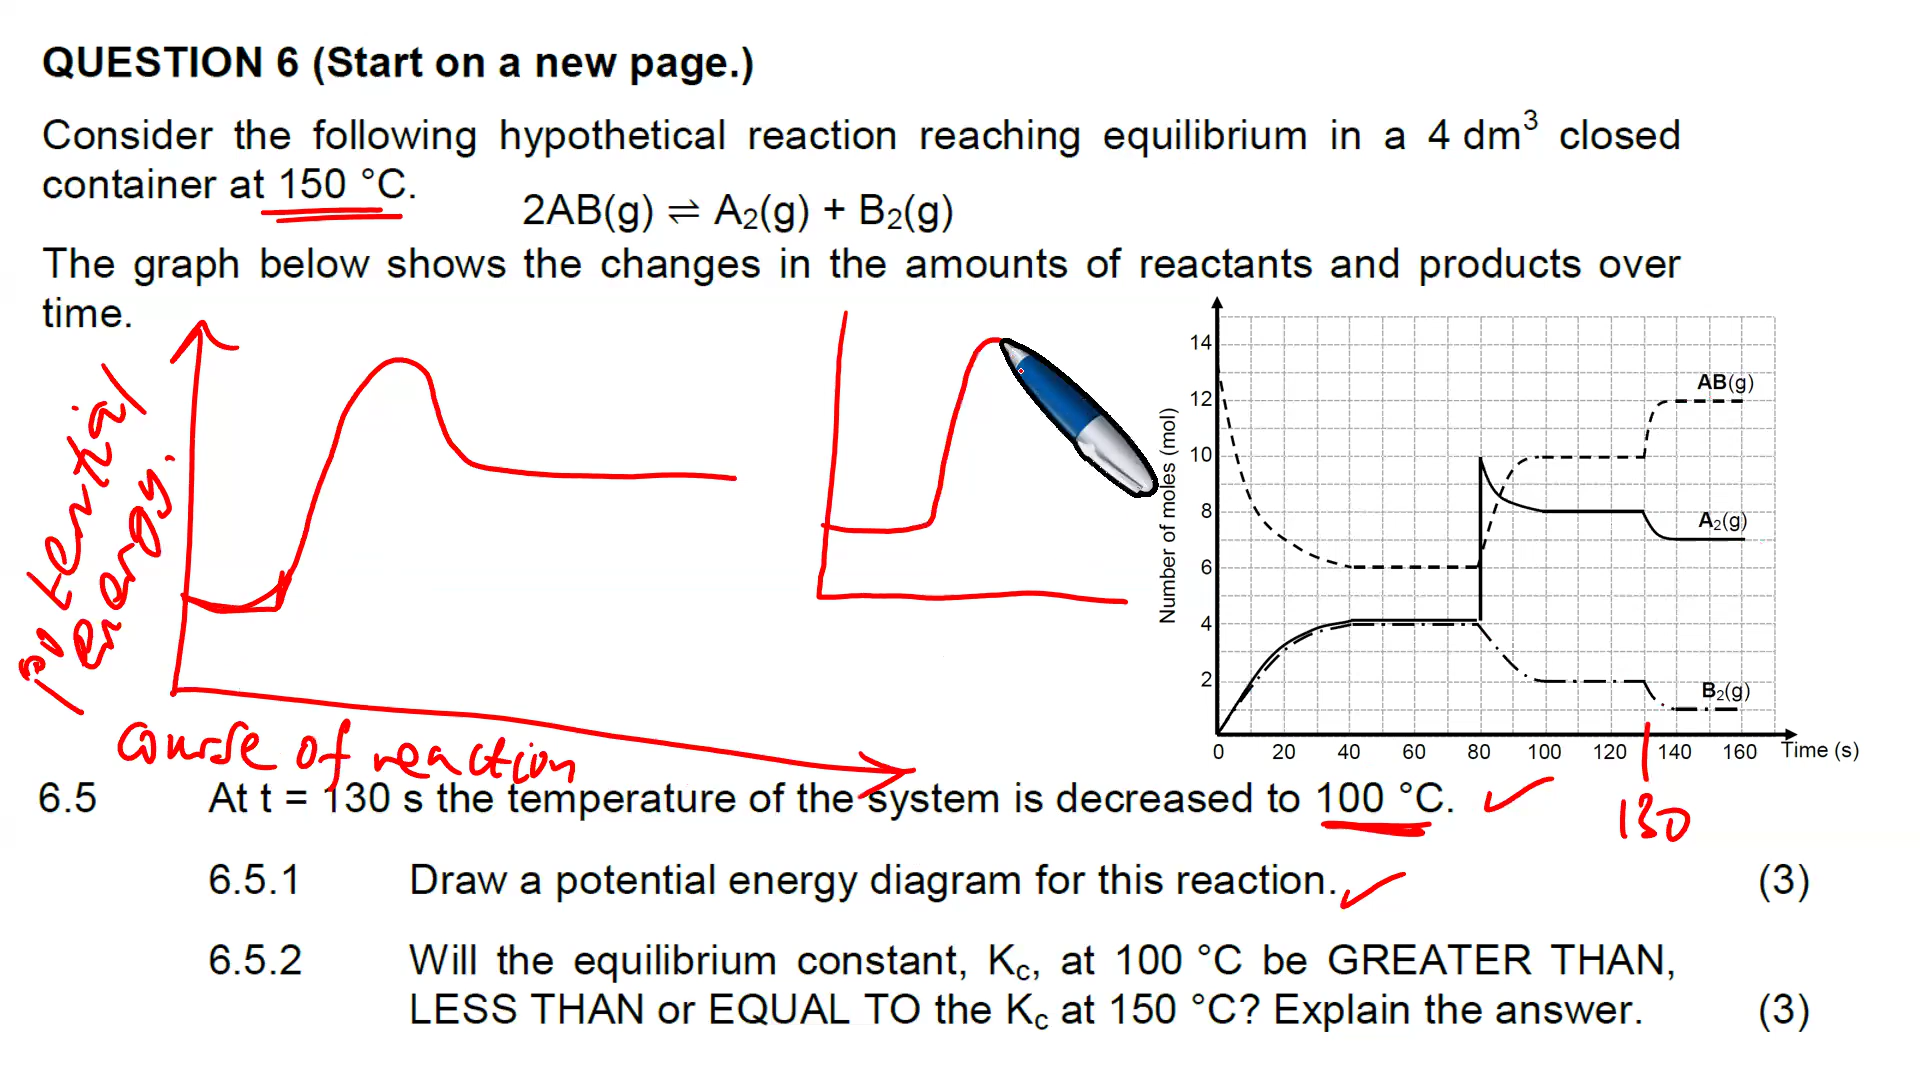 QUESTION 6 (Start on a new page.)
Consider the following hypothetical reaction reaching equilibrium in a 4 dm³ closed
container at 150 °C.
2AB(g) ⇌ A₂(g) + B₂(g)
The graph below shows the changes in the amounts of reactants and products over
time.
potential
energy.
course of reaction
Number of moles (mol)
14
12
10
8
6
4
2
AB(g)
A₂(g)
B₂(g)
0 20 40 60 80 100 120 140 160 Time (s)
130
6.5 At t = 130 s the temperature of the system is decreased to 100 °C.
6.5.1 Draw a potential energy diagram for this reaction. (3)
6.5.2 Will the equilibrium constant, Kc, at 100 °C be GREATER THAN,
LESS THAN or EQUAL TO the Kc at 150 °C? Explain the answer. (3)